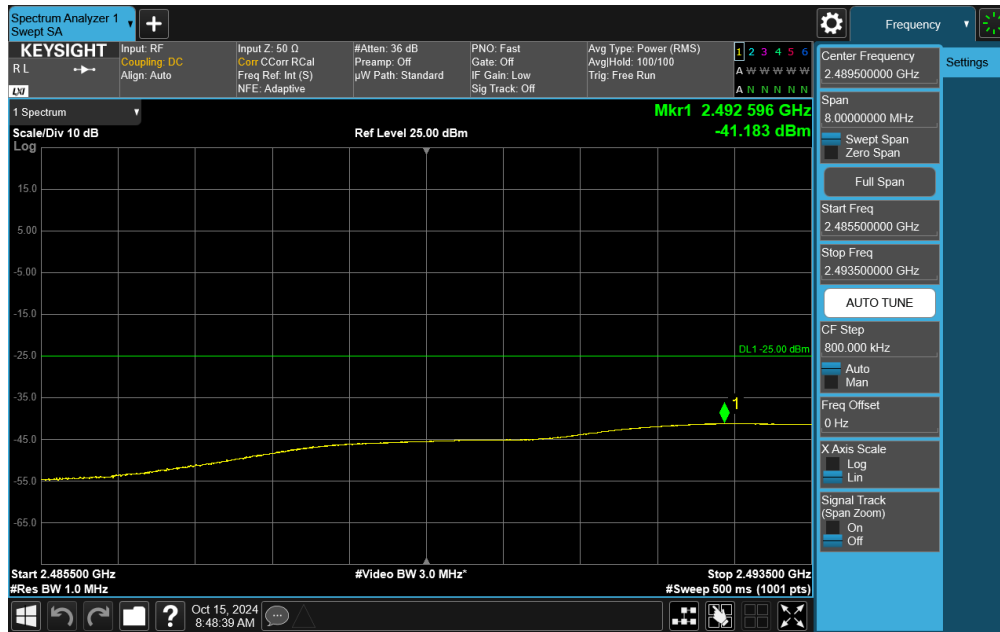 Spectrum Analyzer 1
Swept SA
+
Frequency
KEYSIGHT
R L
LXI
Input: RF
Coupling: DC
Align: Auto
Input Z: 50 Ω
Corr CCorr RCal
Freq Ref: Int (S)
NFE: Adaptive
#Atten: 36 dB
Preamp: Off
µW Path: Standard
PNO: Fast
Gate: Off
IF Gain: Low
Sig Track: Off
Avg Type: Power (RMS)
Avg|Hold: 100/100
Trig: Free Run
1 2 3 4 5 6
A W W W W W
A N N N N N
1 Spectrum
Mkr1 2.492 596 GHz
-41.183 dBm
Scale/Div 10 dB
Ref Level 25.00 dBm
Log
15.0
5.00
-5.00
-15.0
-25.0
-35.0
-45.0
-55.0
-65.0
DL1 -25.00 dBm
1
Start 2.485500 GHz
#Res BW 1.0 MHz
#Video BW 3.0 MHz*
Stop 2.493500 GHz
#Sweep 500 ms (1001 pts)
Center Frequency
2.489500000 GHz
Span
8.00000000 MHz
Swept Span
Zero Span
Full Span
Start Freq
2.485500000 GHz
Stop Freq
2.493500000 GHz
AUTO TUNE
CF Step
800.000 kHz
Auto
Man
Freq Offset
0 Hz
X Axis Scale
Log
Lin
Signal Track
(Span Zoom)
On
Off
Settings
?
Oct 15, 2024
8:48:39 AM